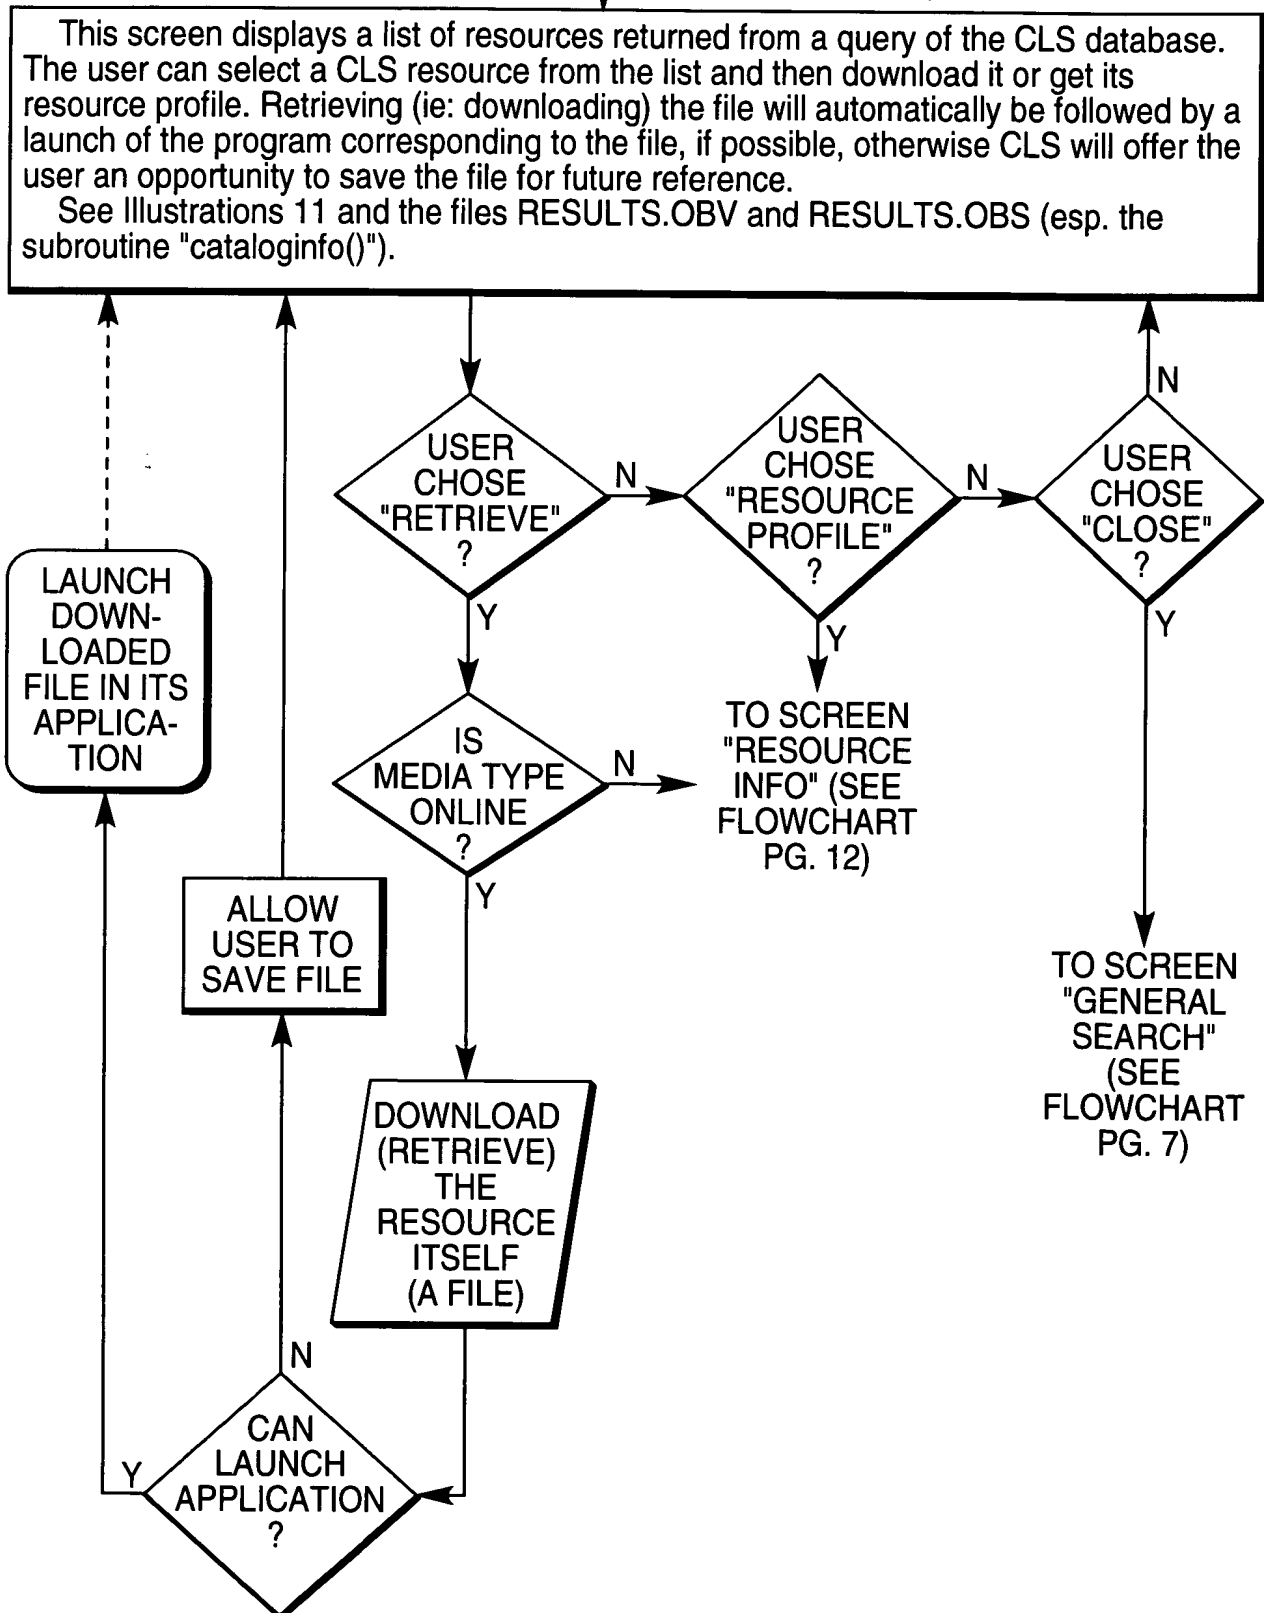 This screen displays a list of resources returned from a query of the CLS database.
The user can select a CLS resource from the list and then download it or get its
resource profile. Retrieving (ie: downloading) the file will automatically be followed by a
launch of the program corresponding to the file, if possible, otherwise CLS will offer the
user an opportunity to save the file for future reference.
See Illustrations 11 and the files RESULTS.OBV and RESULTS.OBS (esp. the
subroutine "cataloginfo()").
USER
CHOSE
"RETRIEVE"
?
N
Y
USER
CHOSE
"RESOURCE
PROFILE"
?
N
Y
USER
CHOSE
"CLOSE"
?
N
Y
LAUNCH
DOWN-
LOADED
FILE IN ITS
APPLICA-
TION
IS
MEDIA TYPE
ONLINE
?
N
Y
TO SCREEN
"RESOURCE
INFO" (SEE
FLOWCHART
PG. 12)
ALLOW
USER TO
SAVE FILE
TO SCREEN
"GENERAL
SEARCH"
(SEE
FLOWCHART
PG. 7)
DOWNLOAD
(RETRIEVE)
THE
RESOURCE
ITSELF
(A FILE)
N
CAN
LAUNCH
APPLICATION
?
Y